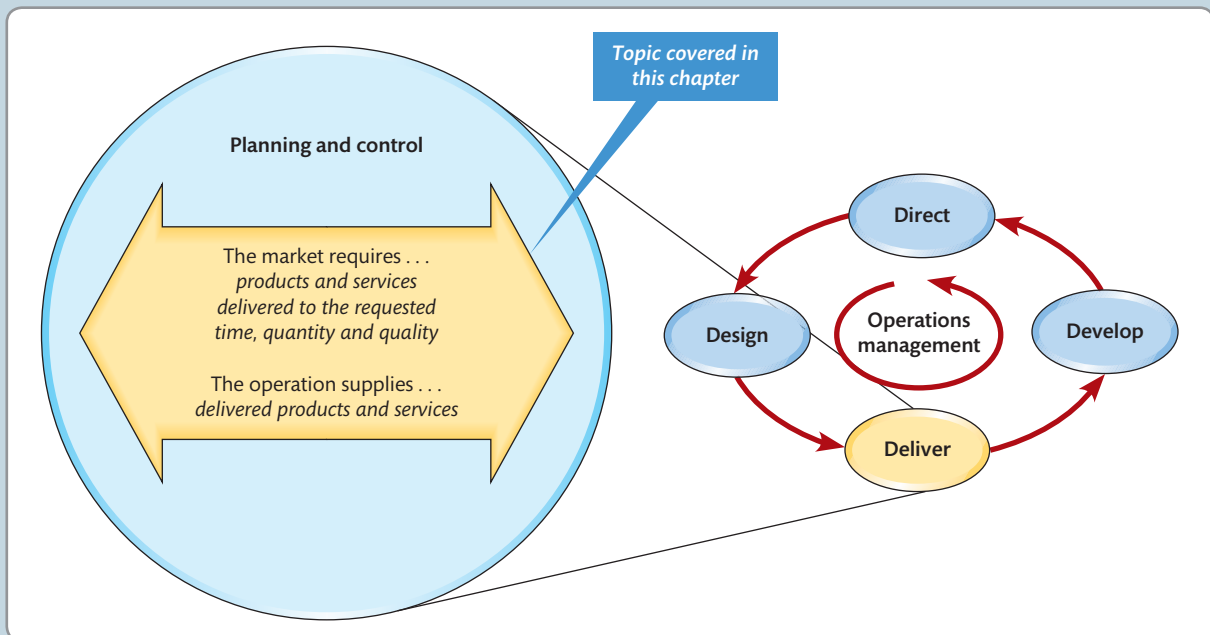 Topic covered in
this chapter
Planning and control
The market requires . . .
products and services
delivered to the requested
time, quantity and quality
The operation supplies . . .
delivered products and services
Direct
Design
Operations
management
Develop
Deliver